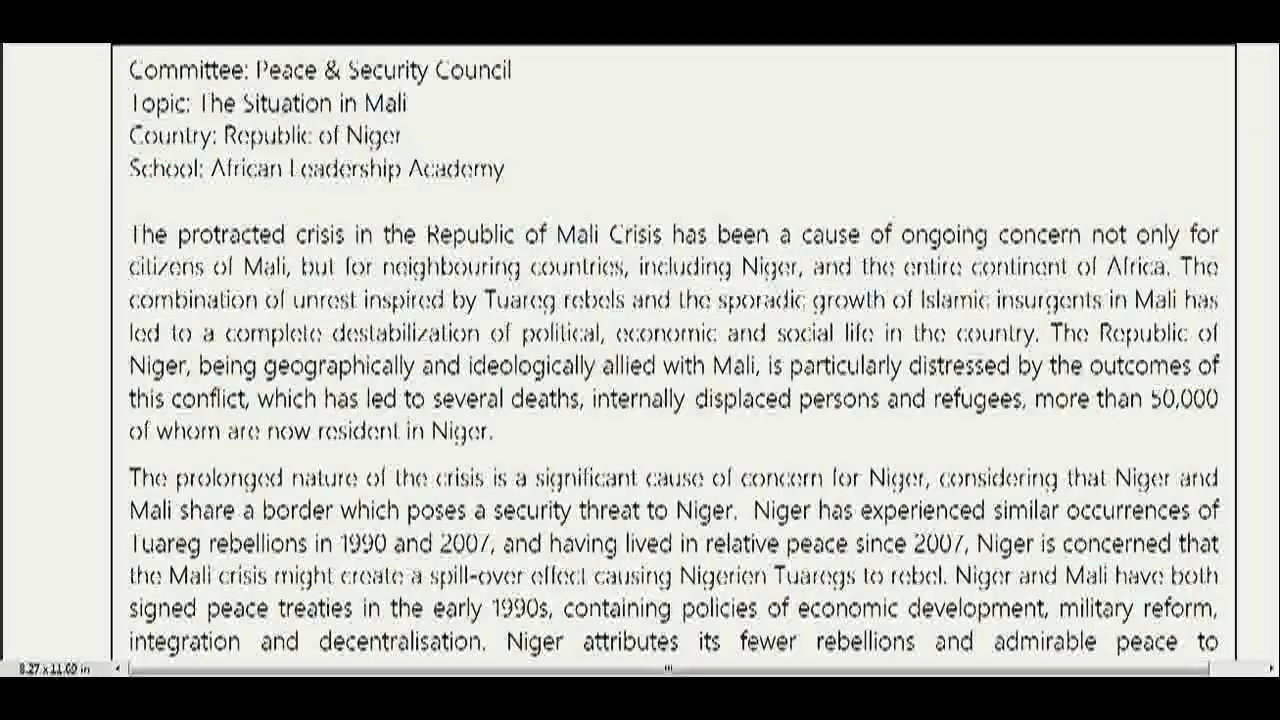 Committee: Peace & Security Council
Topic: The Situation in Mali
Country: Republic of Niger
School: African Leadership Academy
The protracted crisis in the Republic of Mali Crisis has been a cause of ongoing concern not only for
citizens of Mali, but for neighbouring countries, including Niger, and the entire continent of Africa. The
combination of unrest inspired by Tuareg rebels and the sporadic growth of Islamic insurgents in Mali has
led to a complete destabilization of political, economic and social life in the country. The Republic of
Niger, being geographically and ideologically allied with Mali, is particularly distressed by the outcomes of
this conflict, which has led to several deaths, internally displaced persons and refugees, more than 50,000
of whom are now resident in Niger.
The prolonged nature of the crisis is a significant cause of concern for Niger, considering that Niger and
Mali share a border which poses a security threat to Niger. Niger has experienced similar occurrences of
Tuareg rebellions in 1990 and 2007, and having lived in relative peace since 2007, Niger is concerned that
the Mali crisis might create a spill-over effect causing Nigerien Tuaregs to rebel. Niger and Mali have both
signed peace treaties in the early 1990s, containing policies of economic development, military reform,
integration and decentralisation. Niger attributes its fewer rebellions and admirable peace to
8.27 x 11.69 in